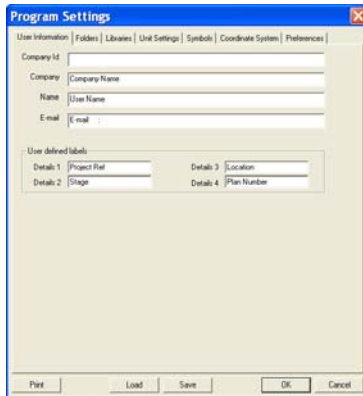 Program Settings
User Information Folders Libraries Unit Settings Symbols Coordinate System Preferences
Company Id
Company Company Name
Name User Name
E-mail E-mail :
User defined labels
Details 1 Project Ref Details 3 Location
Details 2 Stage Details 4 Plan Number
Print Load Save OK Cancel